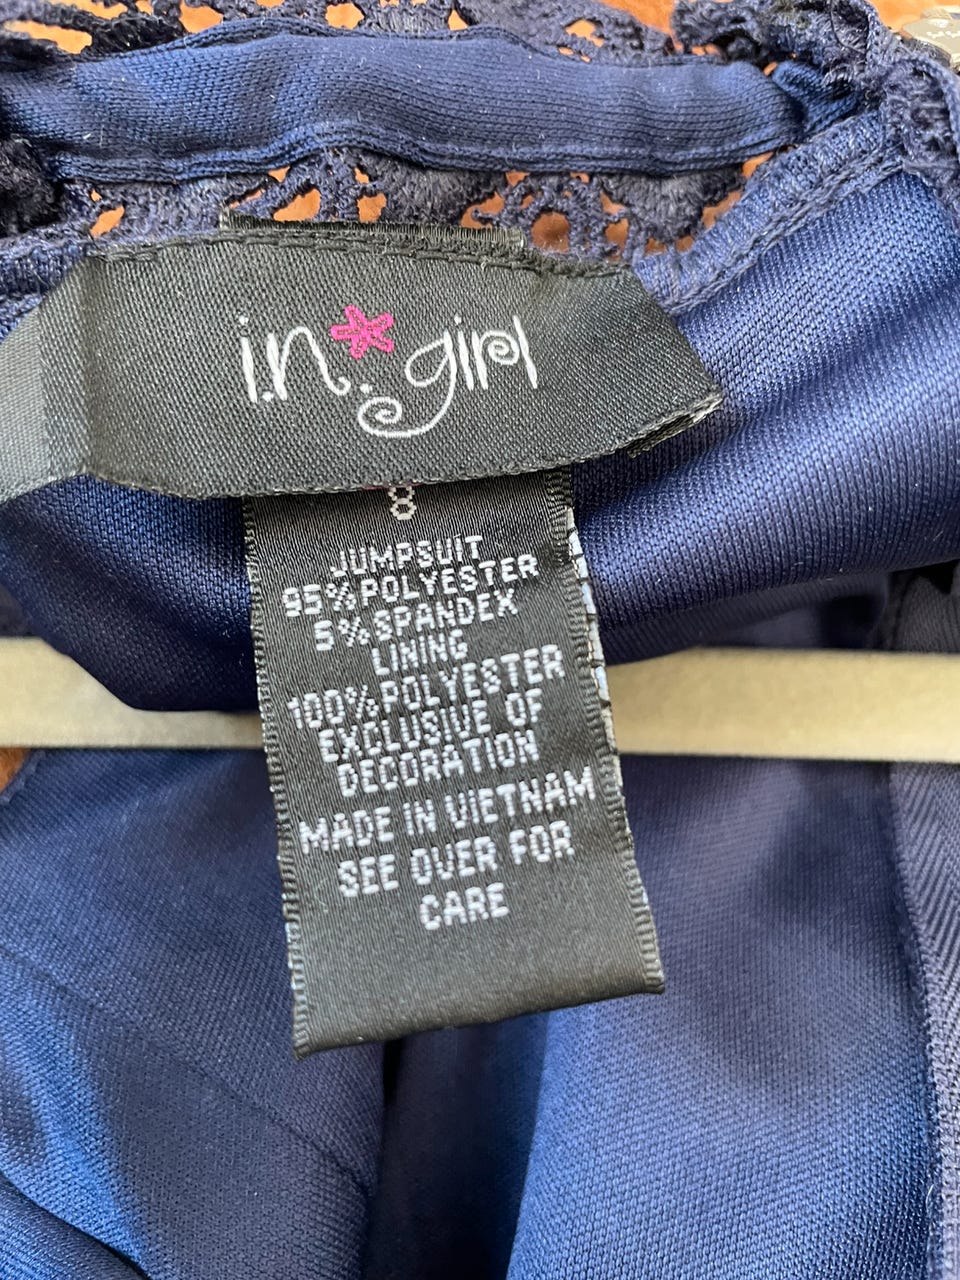 i.n. girl
8
JUMPSUIT
95%POLYESTER
5%SPANDEX
LINING
100%POLYESTER
EXCLUSIVE OF
DECORATION
MADE IN VIETNAM
SEE OVER FOR
CARE